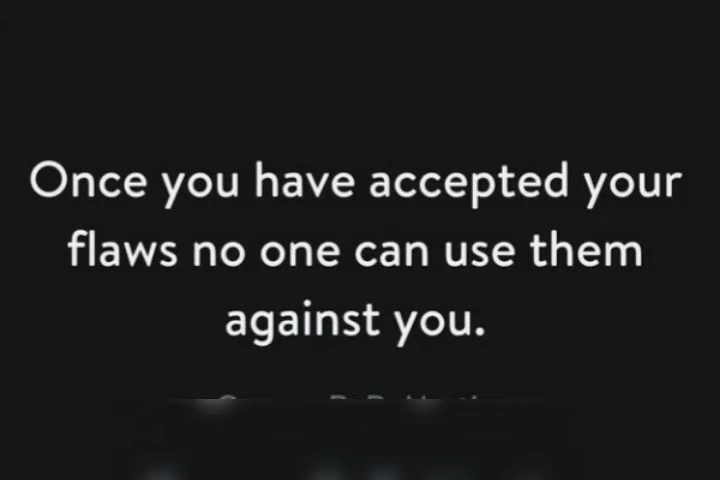 Once you have accepted your
flaws no one can use them
against you.